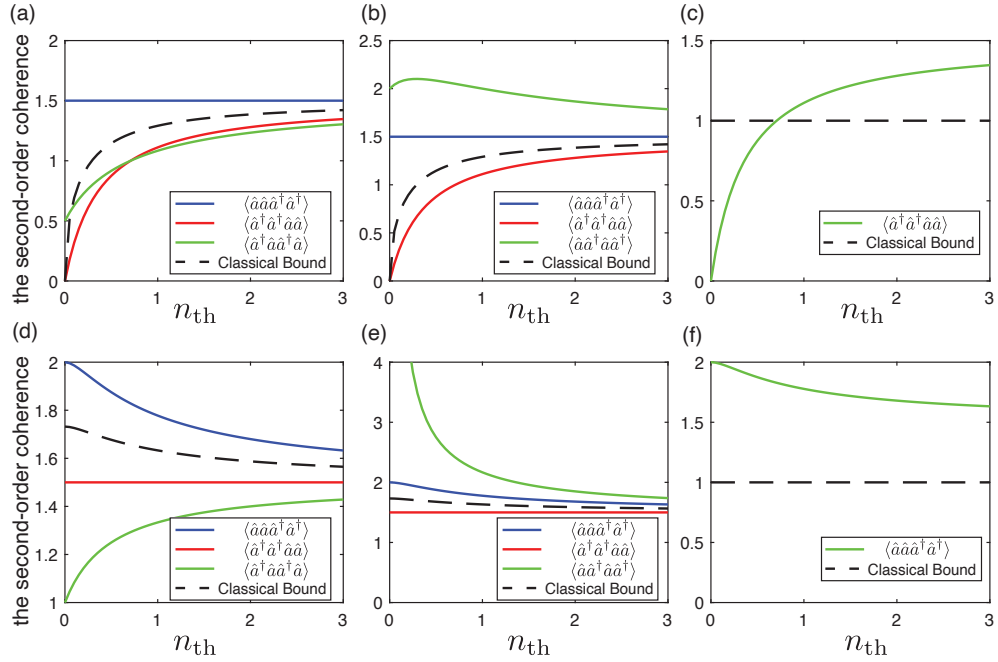 (a)
the second-order coherence
2
1.5
1
0.5
0
0 1 2 3
n_th
⟨âââ†â†⟩
⟨â†â†ââ⟩
⟨â†ââ†â⟩
Classical Bound
(b)
2.5
2
1.5
1
0.5
0
0 1 2 3
n_th
⟨âââ†â†⟩
⟨â†â†ââ⟩
⟨ââ†ââ†⟩
Classical Bound
(c)
1.5
1
0.5
0
0 1 2 3
n_th
⟨â†â†ââ⟩
Classical Bound
(d)
the second-order coherence
2
1.8
1.6
1.4
1.2
1
0 1 2 3
n_th
⟨âââ†â†⟩
⟨â†â†ââ⟩
⟨â†ââ†â⟩
Classical Bound
(e)
4
3
2
1
0
0 1 2 3
n_th
⟨âââ†â†⟩
⟨â†â†ââ⟩
⟨ââ†ââ†⟩
Classical Bound
(f)
2
1.5
1
0.5
0
0 1 2 3
n_th
⟨âââ†â†⟩
Classical Bound